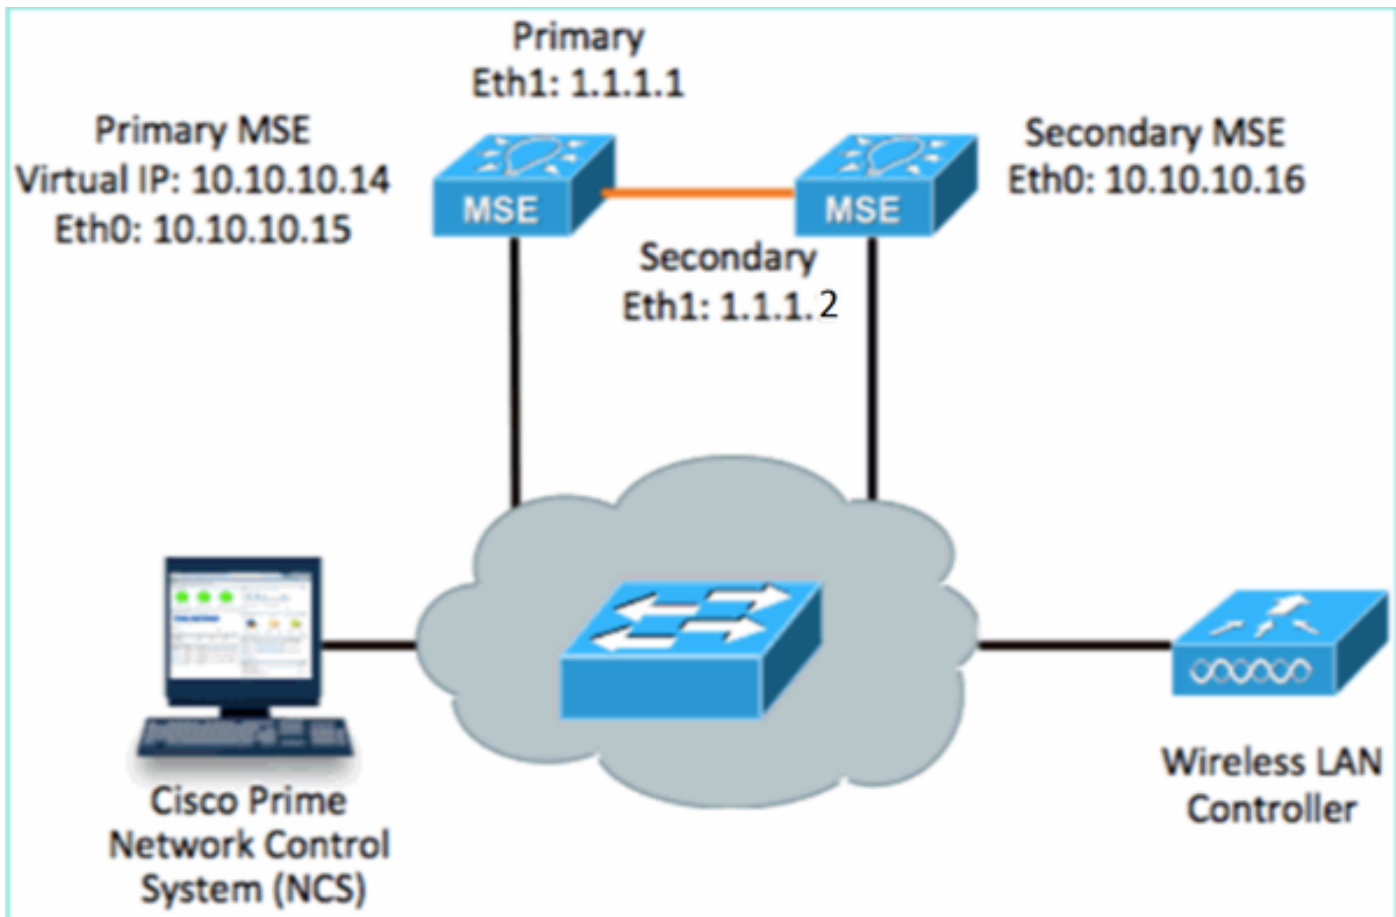 Primary
Eth1: 1.1.1.1
Primary MSE
Virtual IP: 10.10.10.14
Eth0: 10.10.10.15
MSE
MSE
Secondary MSE
Eth0: 10.10.10.16
Secondary
Eth1: 1.1.1.2
Cisco Prime
Network Control
System (NCS)
Wireless LAN
Controller